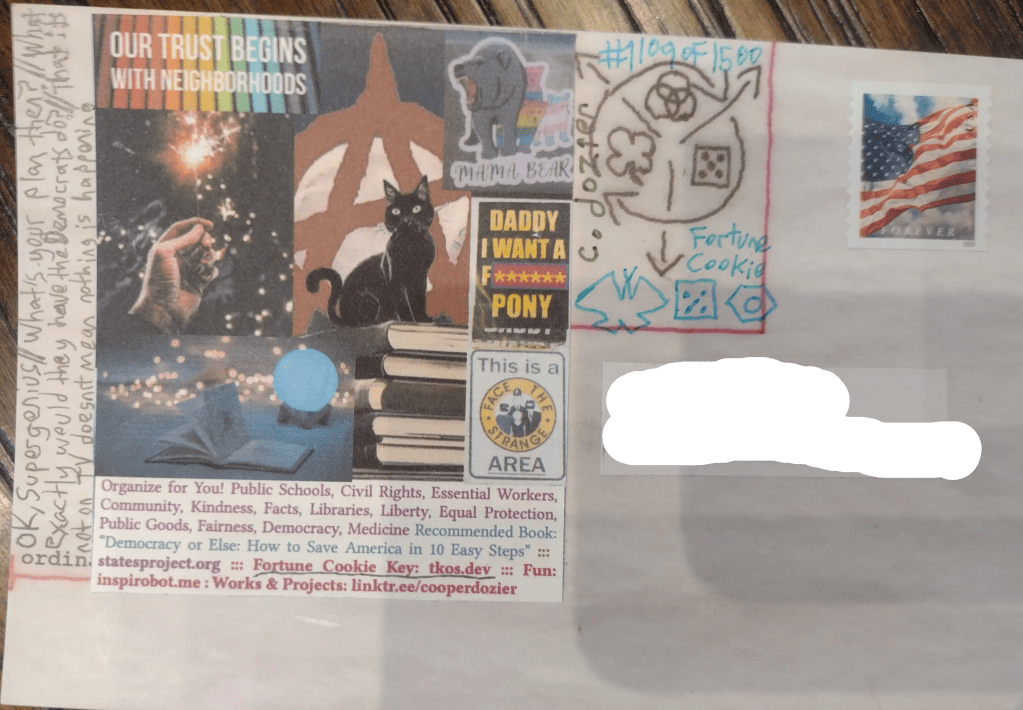 OK, Supergenius// What's your plan then?// What
Exactly would they have the Democrats do?// That it's
not on TV doesn't mean nothing is happening
ordin
OUR TRUST BEGINS
WITH NEIGHBORHOODS
MAMA BEAR
DADDY
I WANT A
F******
PONY
This is a
FACE THE
STRANGE
AREA
#1109 of 1500
co dozier
Fortune
Cookie
FOREVER
Organize for You! Public Schools, Civil Rights, Essential Workers,
Community, Kindness, Facts, Libraries, Liberty, Equal Protection,
Public Goods, Fairness, Democracy, Medicine Recommended Book:
"Democracy or Else: How to Save America in 10 Easy Steps" :::
statesproject.org ::: Fortune Cookie Key: tkos.dev ::: Fun:
inspirobot.me : Works & Projects: linktr.ee/cooperdozier